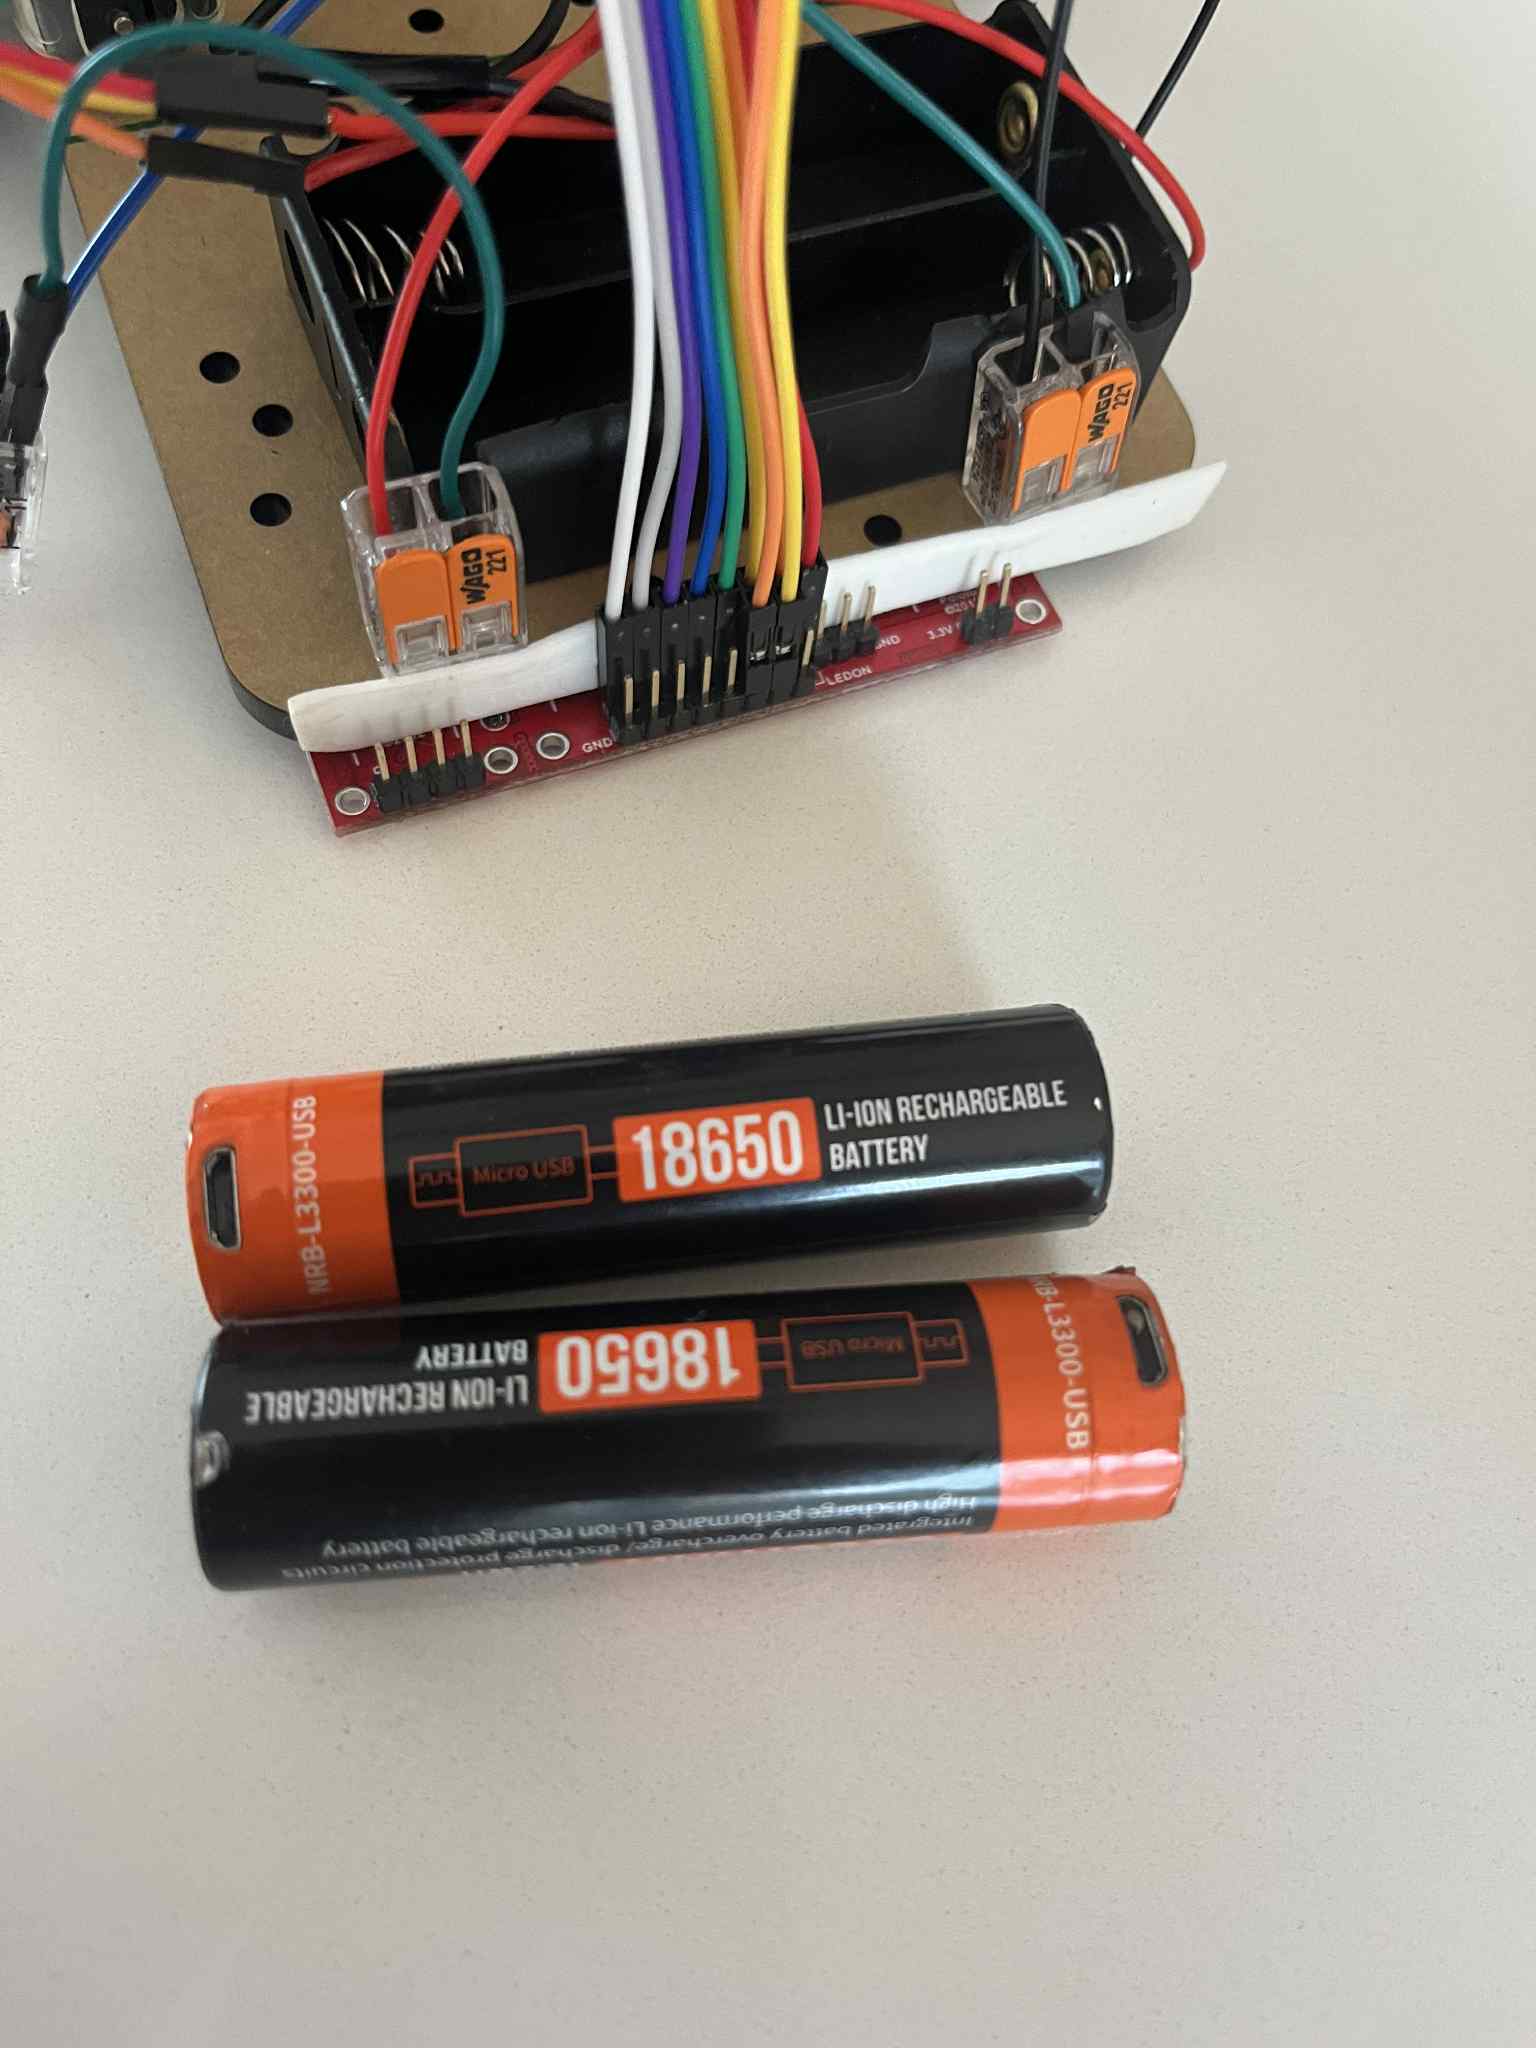 WAGO
221
WAGO
221
GND
LEDON
GND
3.3V
NRB-L3300-USB
Micro USB
18650
LI-ION RECHARGEABLE
BATTERY
L3300-USB
Micro USB
18650
LI-ION RECHARGEABLE
BATTERY
High discharge performance Li-ion rechargeable battery
Integrated battery overcharge/ discharge protection circuits